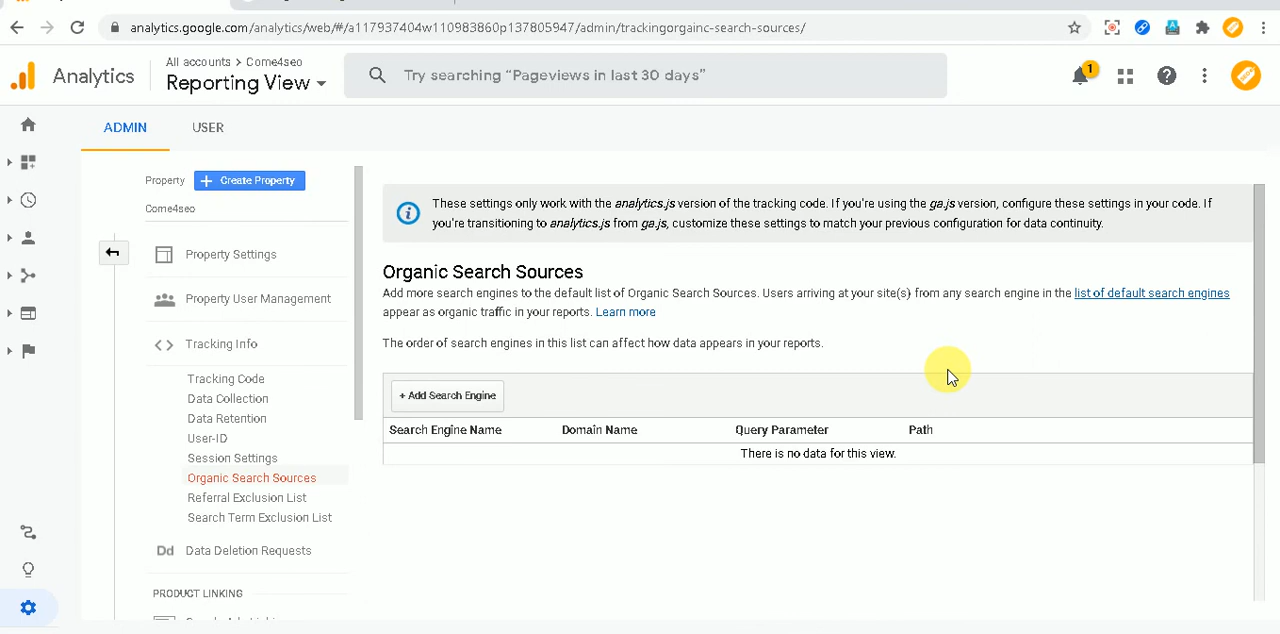 analytics.google.com/analytics/web/#/a117937404w110983860p137805947/admin/trackingorgainc-search-sources/
Analytics
All accounts > Come4seo
Reporting View
Try searching “Pageviews in last 30 days”
1
ADMIN USER
Property + Create Property
Come4seo
Property Settings
Property User Management
Tracking Info
Tracking Code
Data Collection
Data Retention
User-ID
Session Settings
Organic Search Sources
Referral Exclusion List
Search Term Exclusion List
Dd Data Deletion Requests
PRODUCT LINKING
These settings only work with the analytics.js version of the tracking code. If you're using the ga.js version, configure these settings in your code. If
you're transitioning to analytics.js from ga.js, customize these settings to match your previous configuration for data continuity.
Organic Search Sources
Add more search engines to the default list of Organic Search Sources. Users arriving at your site(s) from any search engine in the list of default search engines
appear as organic traffic in your reports. Learn more
The order of search engines in this list can affect how data appears in your reports.
+ Add Search Engine
Search Engine Name Domain Name Query Parameter Path
There is no data for this view.